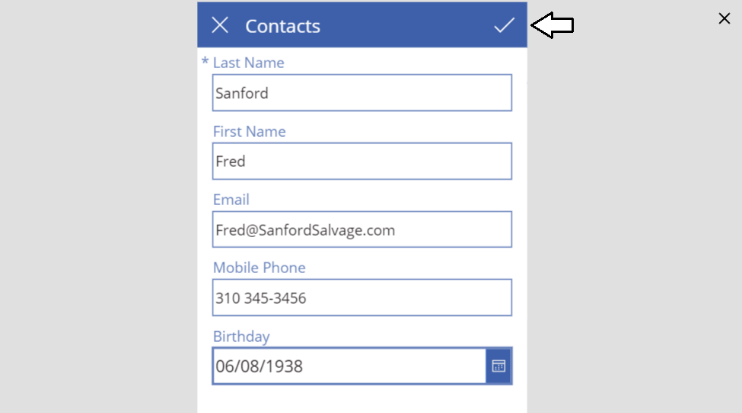 Contacts
* Last Name
Sanford
First Name
Fred
Email
Fred@SanfordSalvage.com
Mobile Phone
310 345-3456
Birthday
06/08/1938